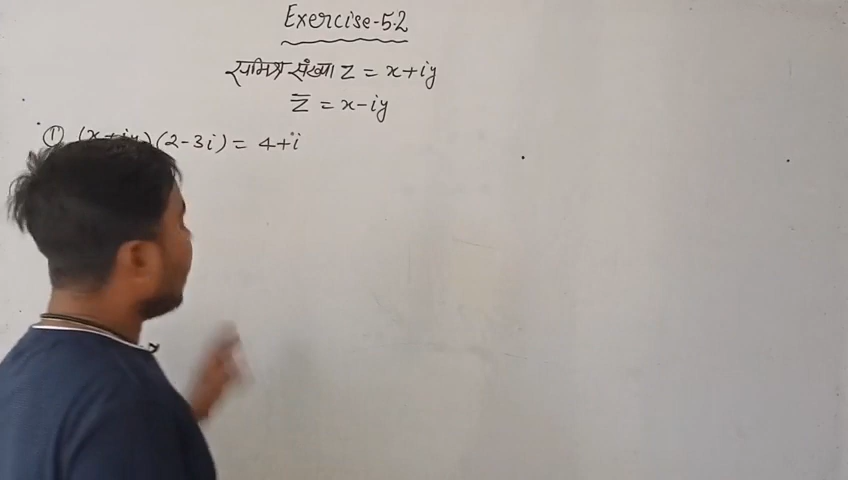 Exercise-5.2
समिश्र संख्या z = x+iy
z̅ = x-iy
① (x+iy)(2-3i) = 4+i